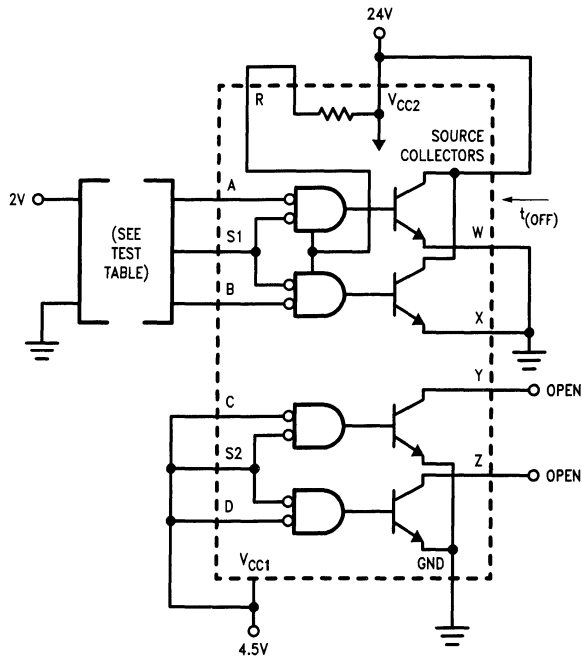 24V
R
VCC2
SOURCE
COLLECTORS
A
2V
t(OFF)
(SEE
TEST
TABLE)
S1
W
B
X
Y
OPEN
C
S2
Z
OPEN
D
VCC1
GND
4.5V